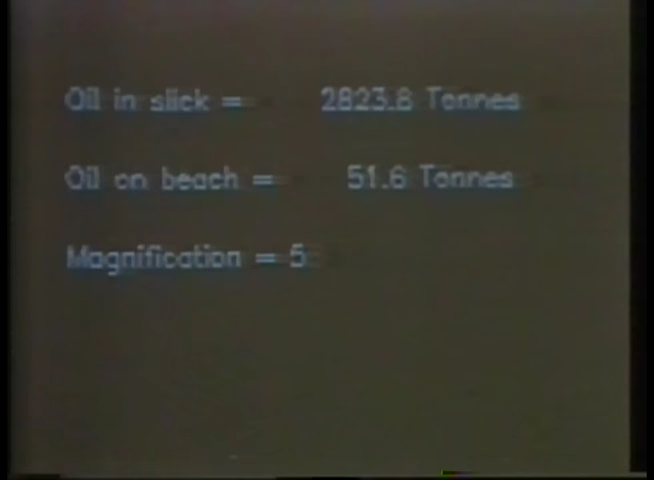 Oil in slick = 2823.8 Tonnes
Oil on beach = 51.6 Tonnes
Magnification = 5